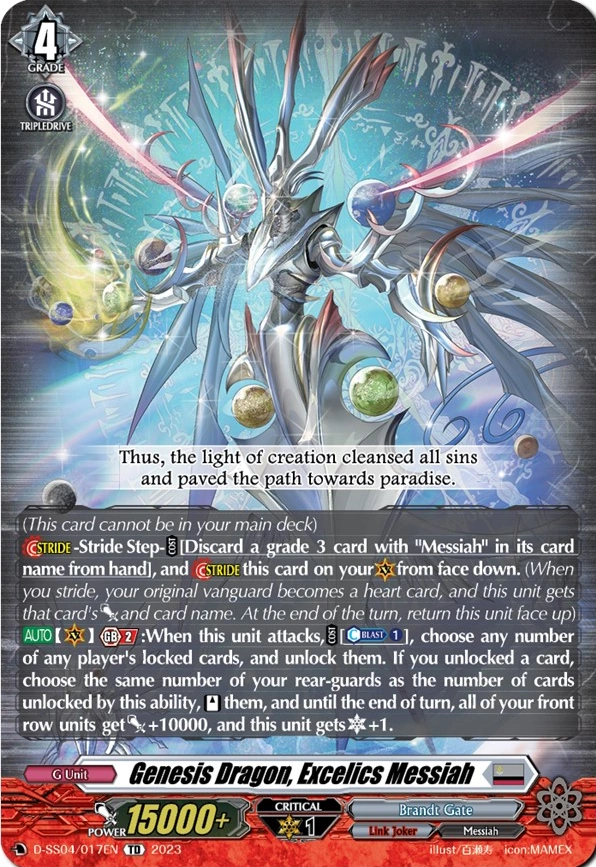 4
GRADE
TRIPLEDRIVE
Thus, the light of creation cleansed all sins
and paved the path towards paradise.
(This card cannot be in your main deck)
C STRIDE -Stride Step- COST [Discard a grade 3 card with "Messiah" in its card
name from hand], and C STRIDE this card on your V from face down. (When
you stride, your original vanguard becomes a heart card, and this unit gets
that card's and card name. At the end of the turn, return this unit face up)
AUTO【V】GB 2 :When this unit attacks, COST [C BLAST 1], choose any number
of any player's locked cards, and unlock them. If you unlocked a card,
choose the same number of your rear-guards as the number of cards
unlocked by this ability, them, and until the end of turn, all of your front
row units get +10000, and this unit gets +1.
G Unit
Genesis Dragon, Excelics Messiah
POWER 15000+
CRITICAL
1
Brandt Gate
Link Joker
Messiah
D-SS04/017EN TD 2023
illust/百瀬寿 icon:MAMEX